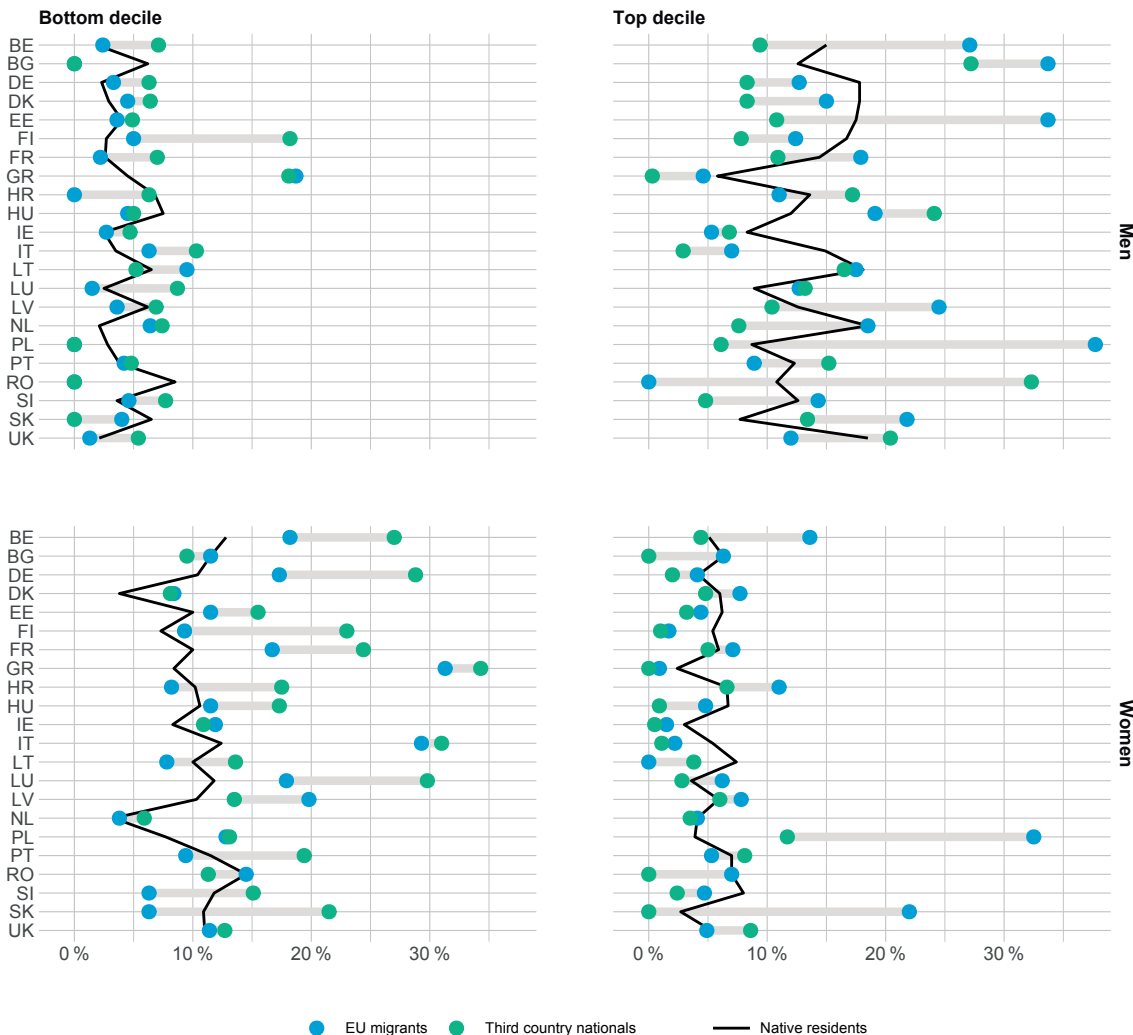 Bottom decile
Top decile
BE
BG
DE
DK
EE
FI
FR
GR
HR
HU
IE
IT
LT
LU
LV
NL
PL
PT
RO
SI
SK
UK
Men
BE
BG
DE
DK
EE
FI
FR
GR
HR
HU
IE
IT
LT
LU
LV
NL
PL
PT
RO
SI
SK
UK
Women
0 % 10 % 20 % 30 %
0 % 10 % 20 % 30 %
EU migrants Third country nationals Native residents